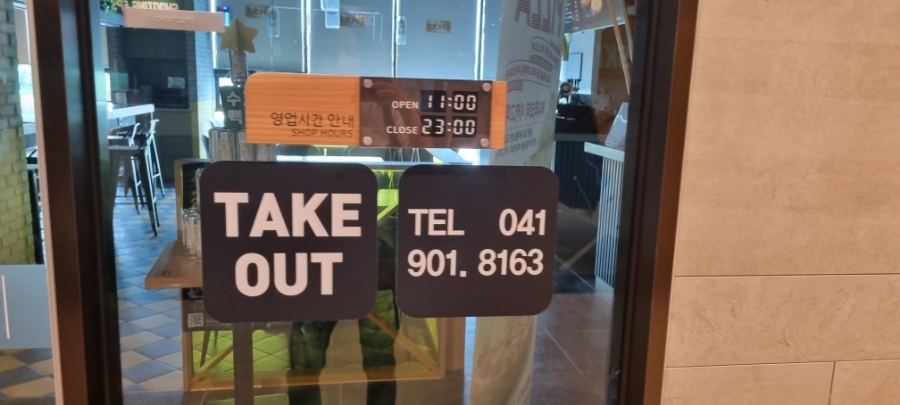 영업시간 안내
SHOP HOURS
OPEN 11:00
CLOSE 23:00
TAKE
OUT
TEL 041
901. 8163